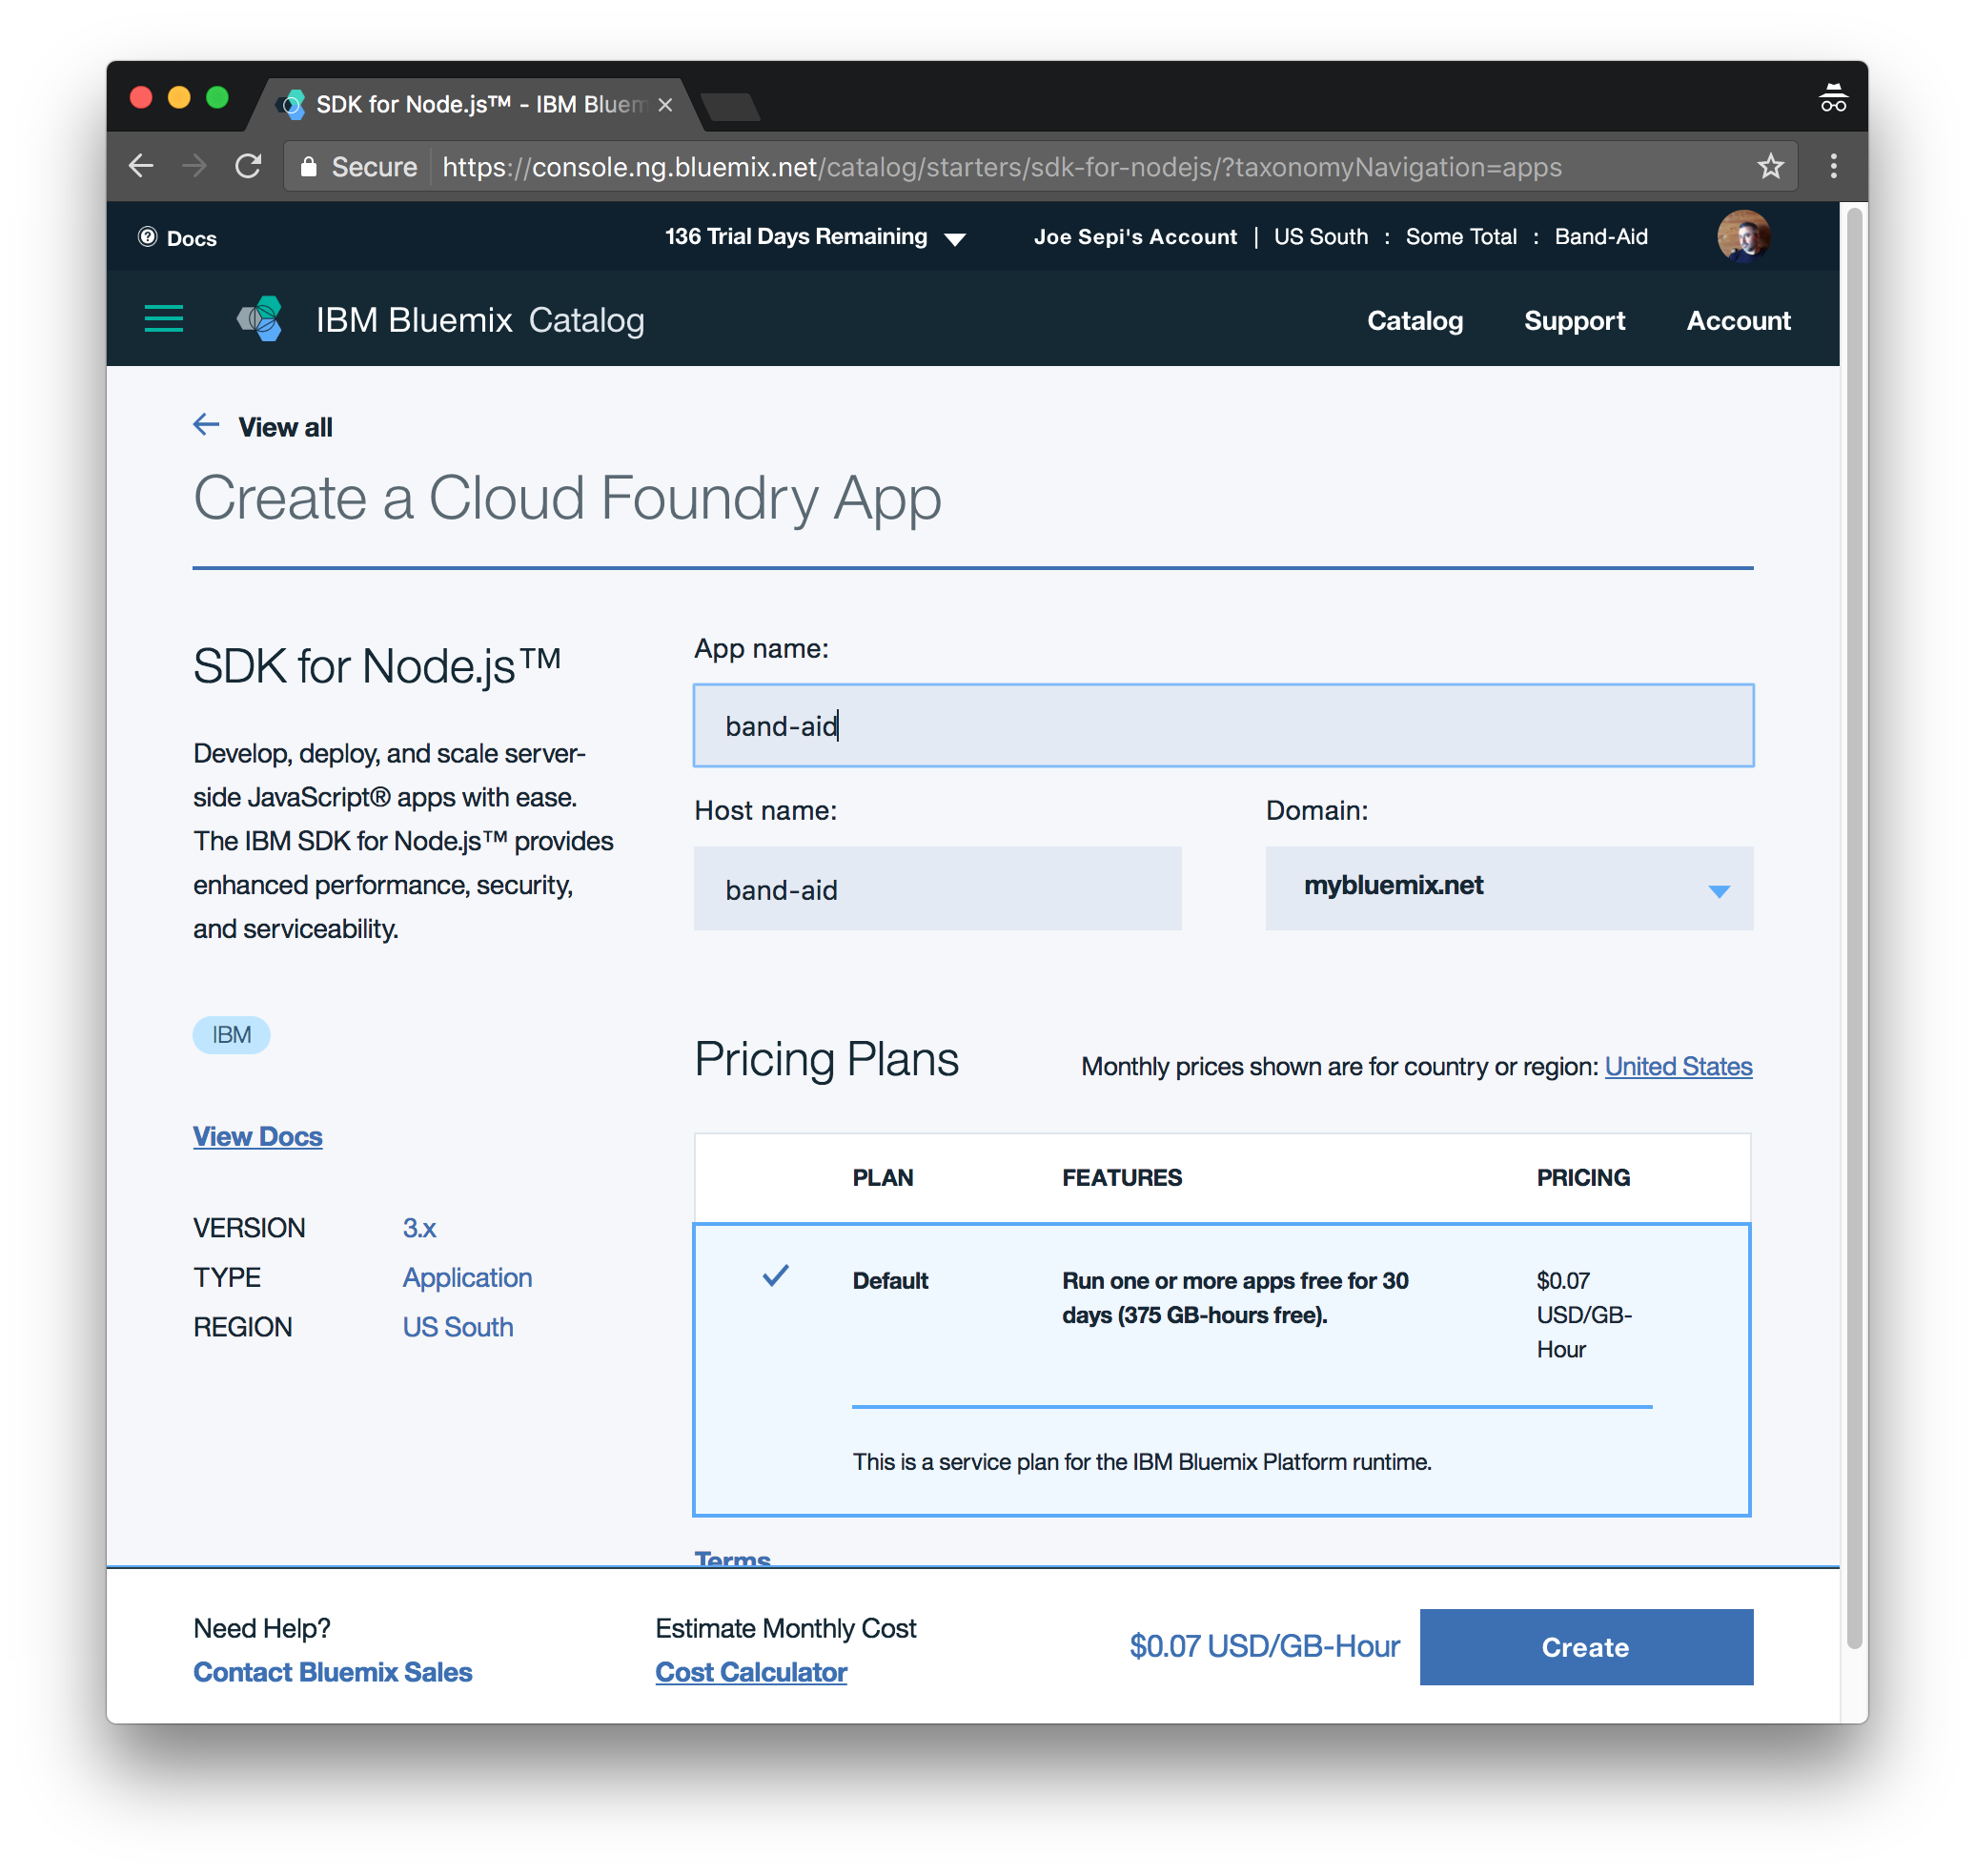 SDK for Node.js™ - IBM Bluem
Secure https://console.ng.bluemix.net/catalog/starters/sdk-for-nodejs/?taxonomyNavigation=apps
Docs 136 Trial Days Remaining Joe Sepi's Account | US South : Some Total : Band-Aid
IBM Bluemix Catalog Catalog Support Account
View all
Create a Cloud Foundry App
SDK for Node.js™
Develop, deploy, and scale server-
side JavaScript® apps with ease.
The IBM SDK for Node.js™ provides
enhanced performance, security,
and serviceability.
IBM
View Docs
VERSION 3.x
TYPE Application
REGION US South
App name:
band-aid
Host name: Domain:
band-aid mybluemix.net
Pricing Plans Monthly prices shown are for country or region: United States
PLAN FEATURES PRICING
Default Run one or more apps free for 30 $0.07
days (375 GB-hours free). USD/GB-
Hour
This is a service plan for the IBM Bluemix Platform runtime.
Terms
Need Help? Estimate Monthly Cost
Contact Bluemix Sales Cost Calculator $0.07 USD/GB-Hour Create